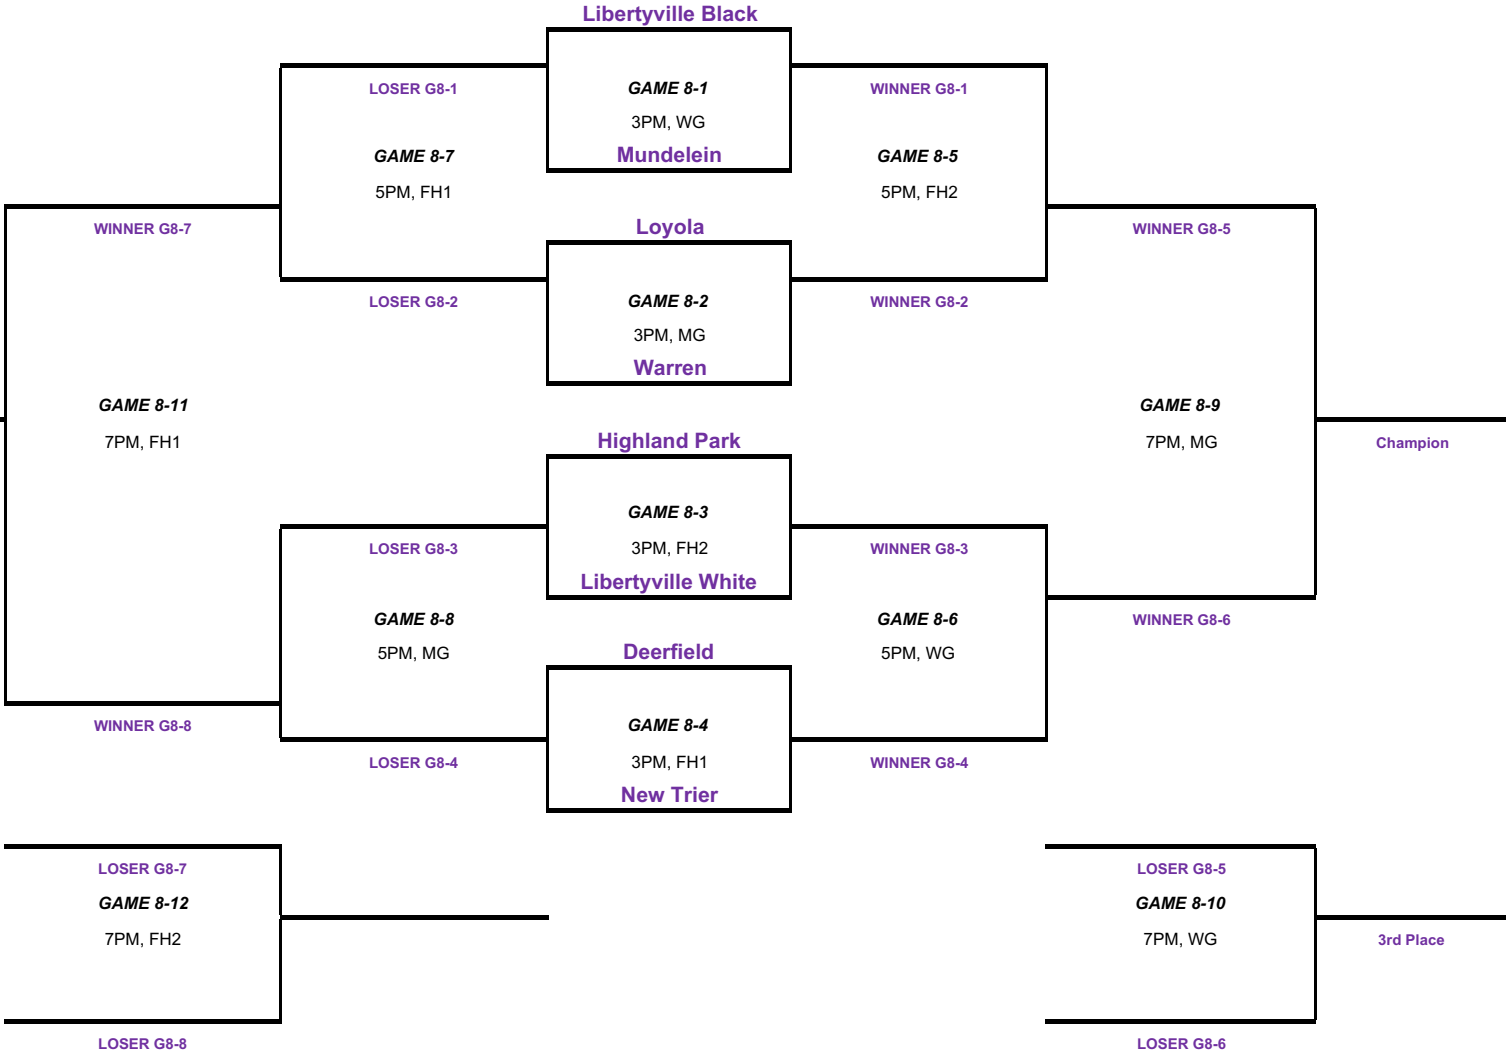 Libertyville Black
LOSER G8-1
GAME 8-1
WINNER G8-1
3PM, WG
GAME 8-7
Mundelein
GAME 8-5
5PM, FH1
5PM, FH2
WINNER G8-7
Loyola
WINNER G8-5
LOSER G8-2
GAME 8-2
WINNER G8-2
3PM, MG
Warren
GAME 8-11
GAME 8-9
7PM, FH1
Highland Park
7PM, MG
Champion
GAME 8-3
LOSER G8-3
3PM, FH2
WINNER G8-3
Libertyville White
GAME 8-8
GAME 8-6
WINNER G8-6
5PM, MG
Deerfield
5PM, WG
WINNER G8-8
GAME 8-4
LOSER G8-4
3PM, FH1
WINNER G8-4
New Trier
LOSER G8-7
LOSER G8-5
GAME 8-12
GAME 8-10
7PM, FH2
7PM, WG
3rd Place
LOSER G8-8
LOSER G8-6